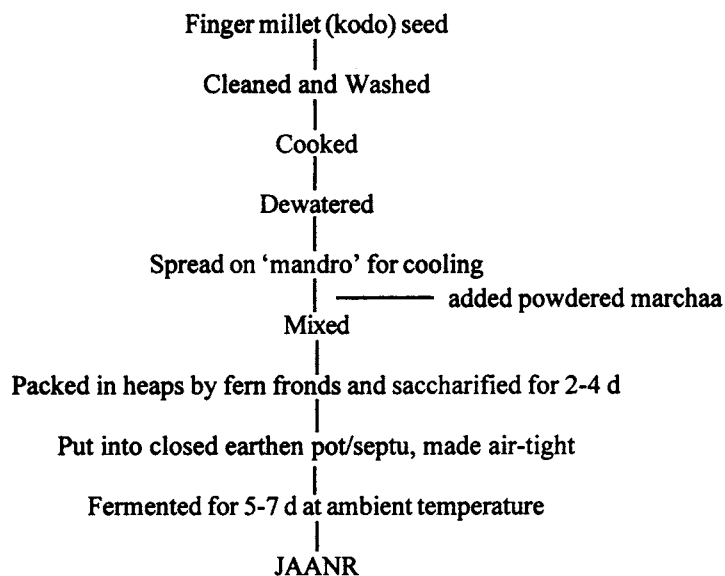 Finger millet (kodo) seed
Cleaned and Washed
Cooked
Dewatered
Spread on ‘mandro’ for cooling
added powdered marchaa
Mixed
Packed in heaps by fern fronds and saccharified for 2-4 d
Put into closed earthen pot/septu, made air-tight
Fermented for 5-7 d at ambient temperature
JAANR